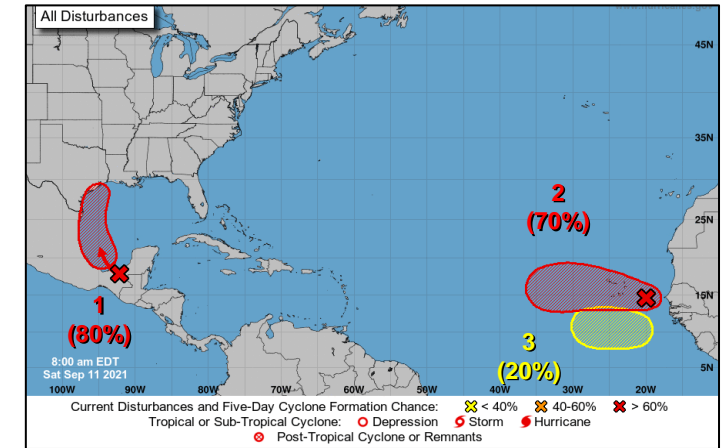 All Disturbances
45N
35N
25N
15N
5N
2
(70%)
1
(80%)
3
(20%)
8:00 am EDT
Sat Sep 11 2021
100W 90W 80W 70W 60W 50W 40W 30W 20W
Current Disturbances and Five-Day Cyclone Formation Chance: < 40% 40-60% > 60%
Tropical or Sub-Tropical Cyclone: Depression Storm Hurricane
Post-Tropical Cyclone or Remnants